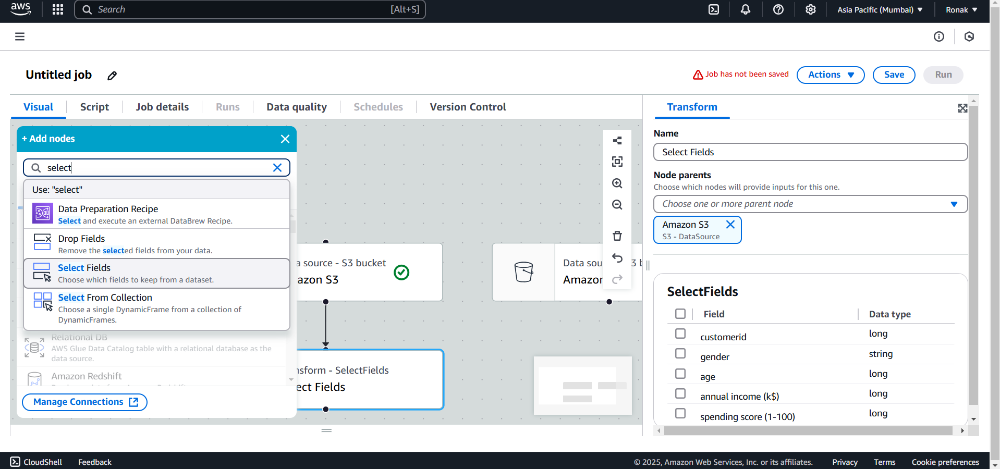 aws
Search
[Alt+S]
Asia Pacific (Mumbai)
Ronak
Untitled job
Job has not been saved
Actions
Save
Run
Visual
Script
Job details
Runs
Data quality
Schedules
Version Control
+ Add nodes
select
Use: "select"
Data Preparation Recipe
Select and execute an external DataBrew Recipe.
Drop Fields
Remove the selected fields from your data.
Select Fields
Choose which fields to keep from a dataset.
Select From Collection
Choose a single DynamicFrame from a collection of
DynamicFrames.
Relational DB
AWS Glue Data Catalog table with a relational database as the
data source.
Amazon Redshift
Manage Connections
a source - S3 bucket
azon S3
Data sou
3 b
Amazon
nsform - SelectFields
ect Fields
Transform
Name
Select Fields
Node parents
Choose which nodes will provide inputs for this one.
Choose one or more parent node
Amazon S3
S3 - DataSource
SelectFields
Field
Data type
customerid
long
gender
string
age
long
annual income (k$)
long
spending score (1-100)
long
CloudShell
Feedback
© 2025, Amazon Web Services, Inc. or its affiliates.
Privacy
Terms
Cookie preferences